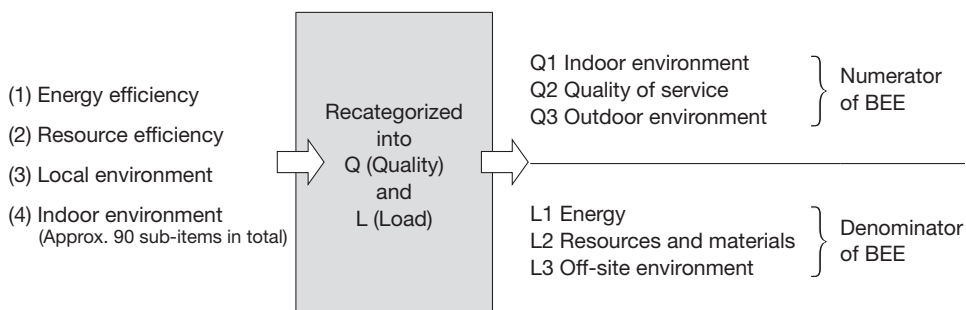 (1) Energy efficiency
(2) Resource efficiency
(3) Local environment
(4) Indoor environment
(Approx. 90 sub-items in total)
Recategorized
into
Q (Quality)
and
L (Load)
Q1 Indoor environment
Q2 Quality of service
Q3 Outdoor environment
Numerator
of BEE
L1 Energy
L2 Resources and materials
L3 Off-site environment
Denominator
of BEE